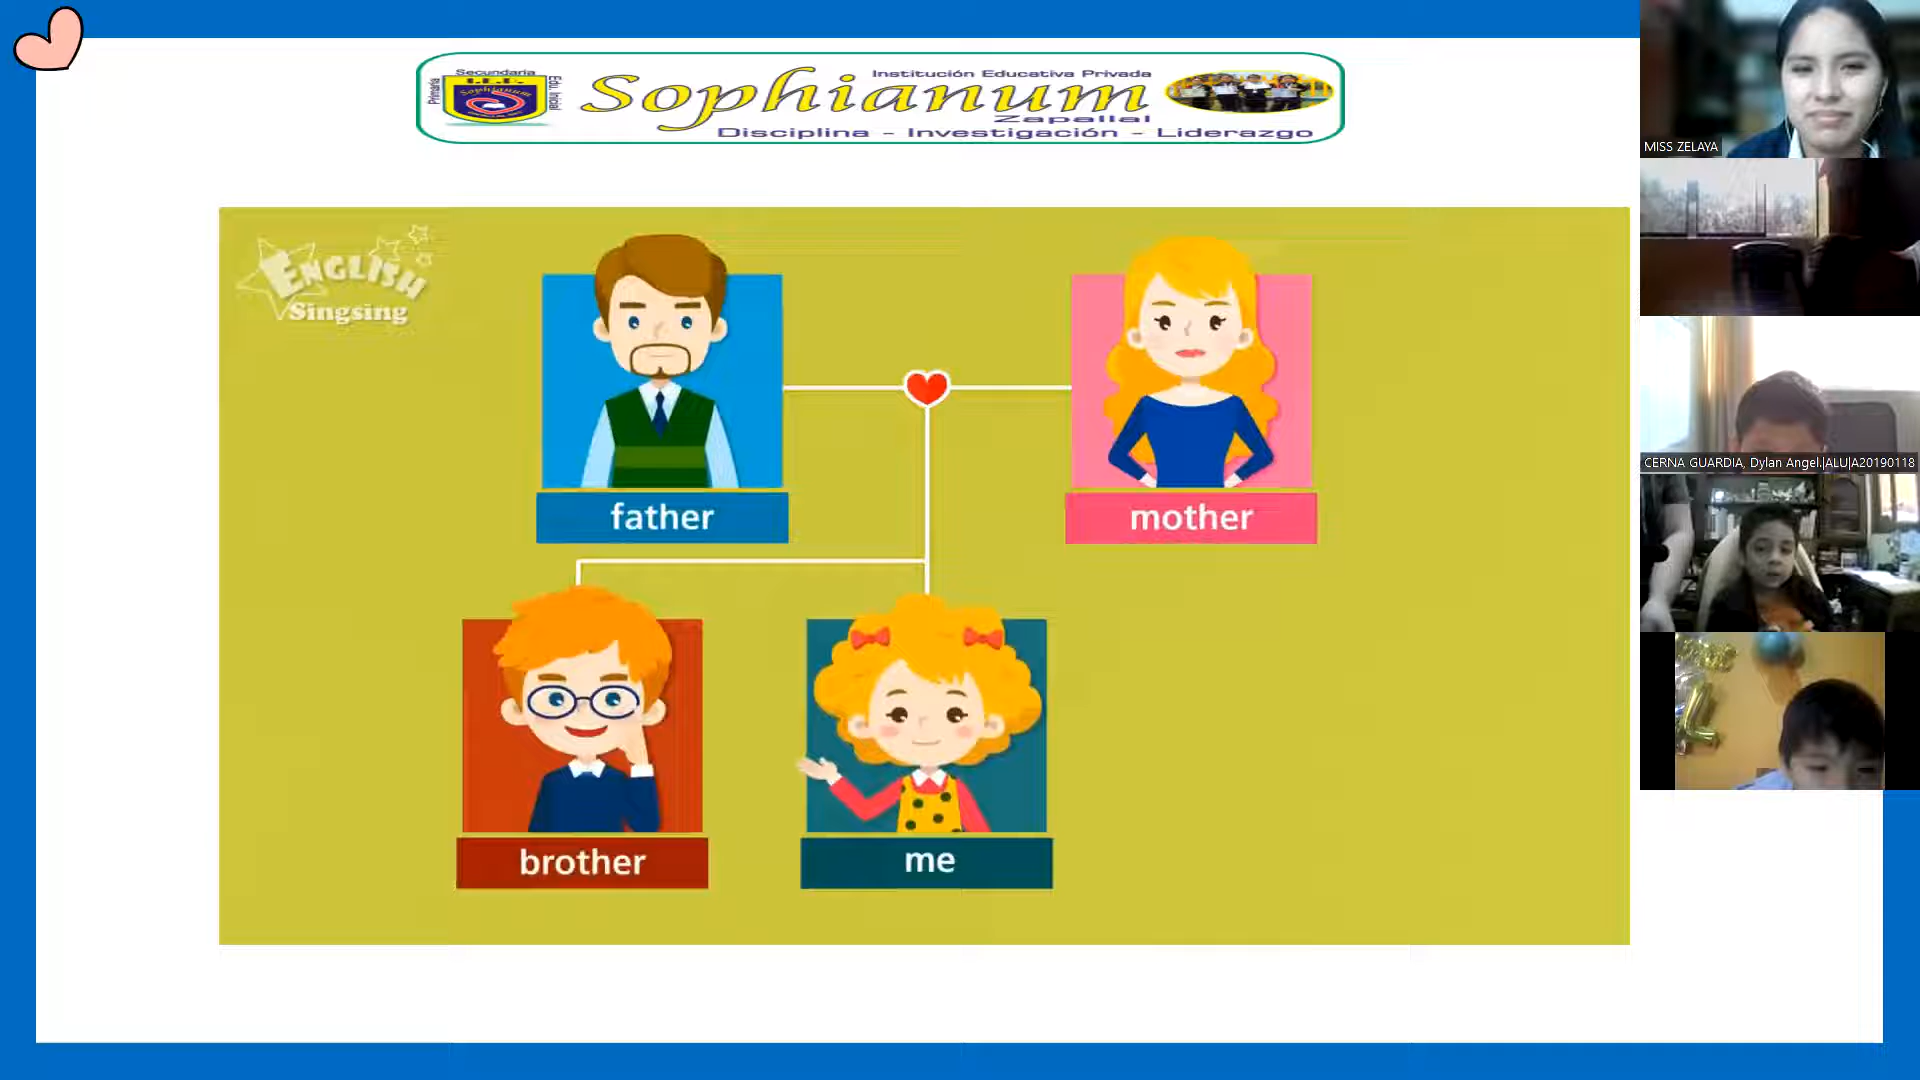 Secundaria
Primaria
Edu. Inicial
I.E.P.
Sophianum
Institución Educativa Privada
Sophianum
Zapallal
Disciplina - Investigación - Liderazgo
ENGLISH
Singsing
father
mother
brother
me
MISS ZELAYA
CERNA GUARDIA, Dylan Angel.|ALU|A20190118